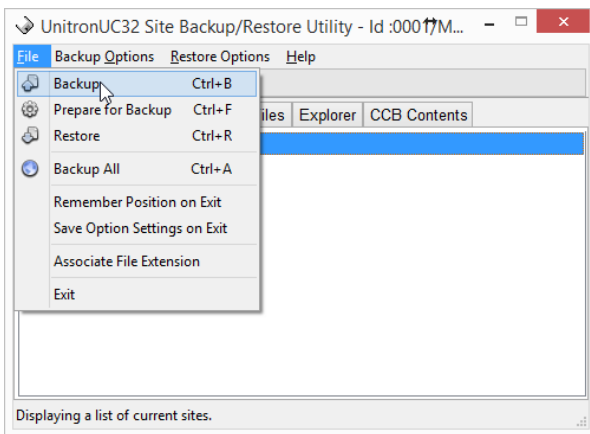 UnitronUC32 Site Backup/Restore Utility - Id :000
File Backup Options Restore Options Help
Backup Ctrl+B
Prepare for Backup Ctrl+F
Restore Ctrl+R
Backup All Ctrl+A
Remember Position on Exit
Save Option Settings on Exit
Associate File Extension
Exit
Explorer CCB Contents
Displaying a list of current sites.